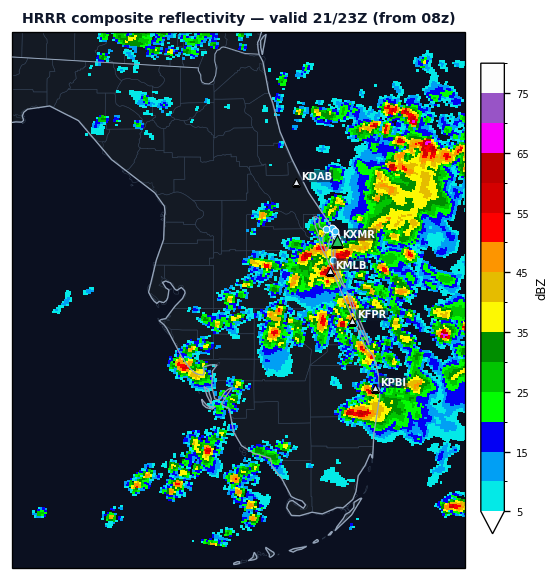 HRRR composite reflectivity — valid 21/23Z (from 08z)
75
65
55
45
35
25
15
5
dBZ
KDAB
KXMR
KMLB
KFPR
KPBI